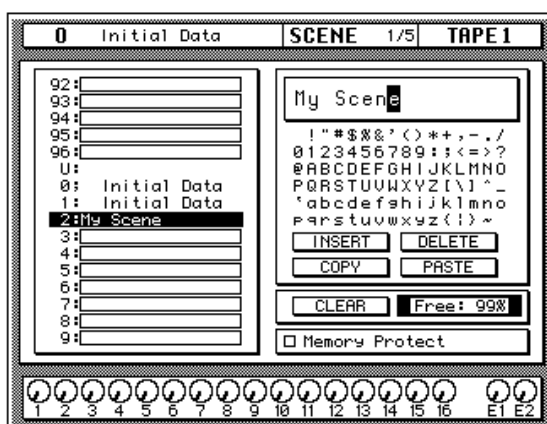 0 Initial Data SCENE 1/5 TAPE 1
92:
93:
94:
95:
96:
U:
0: Initial Data
1: Initial Data
2:My Scene
3:
4:
5:
6:
7:
8:
9:
My Scene
!"#$%&'()*+,-./
0123456789:;<=>?
@ABCDEFGHIJKLMNO
PQRSTUVWXYZ[\]^_
`abcdefghijklmno
pqrstuvwxyz{|}~
INSERT DELETE
COPY PASTE
CLEAR Free: 99%
Memory Protect
1 2 3 4 5 6 7 8 9 10 11 12 13 14 15 16 E1 E2